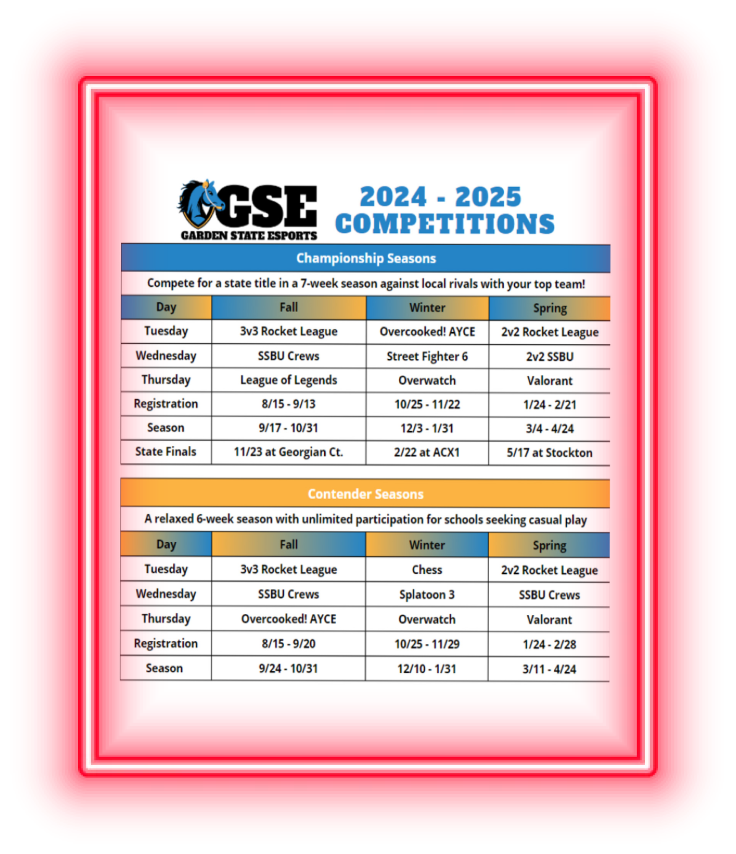 GSE
GARDEN STATE ESPORTS
2024 - 2025
COMPETITIONS
Championship Seasons
Compete for a state title in a 7-week season against local rivals with your top team!
Day Fall Winter Spring
Tuesday 3v3 Rocket League Overcooked! AYCE 2v2 Rocket League
Wednesday SSBU Crews Street Fighter 6 2v2 SSBU
Thursday League of Legends Overwatch Valorant
Registration 8/15 - 9/13 10/25 - 11/22 1/24 - 2/21
Season 9/17 - 10/31 12/3 - 1/31 3/4 - 4/24
State Finals 11/23 at Georgian Ct. 2/22 at ACX1 5/17 at Stockton
Contender Seasons
A relaxed 6-week season with unlimited participation for schools seeking casual play
Day Fall Winter Spring
Tuesday 3v3 Rocket League Chess 2v2 Rocket League
Wednesday SSBU Crews Splatoon 3 SSBU Crews
Thursday Overcooked! AYCE Overwatch Valorant
Registration 8/15 - 9/20 10/25 - 11/29 1/24 - 2/28
Season 9/24 - 10/31 12/10 - 1/31 3/11 - 4/24